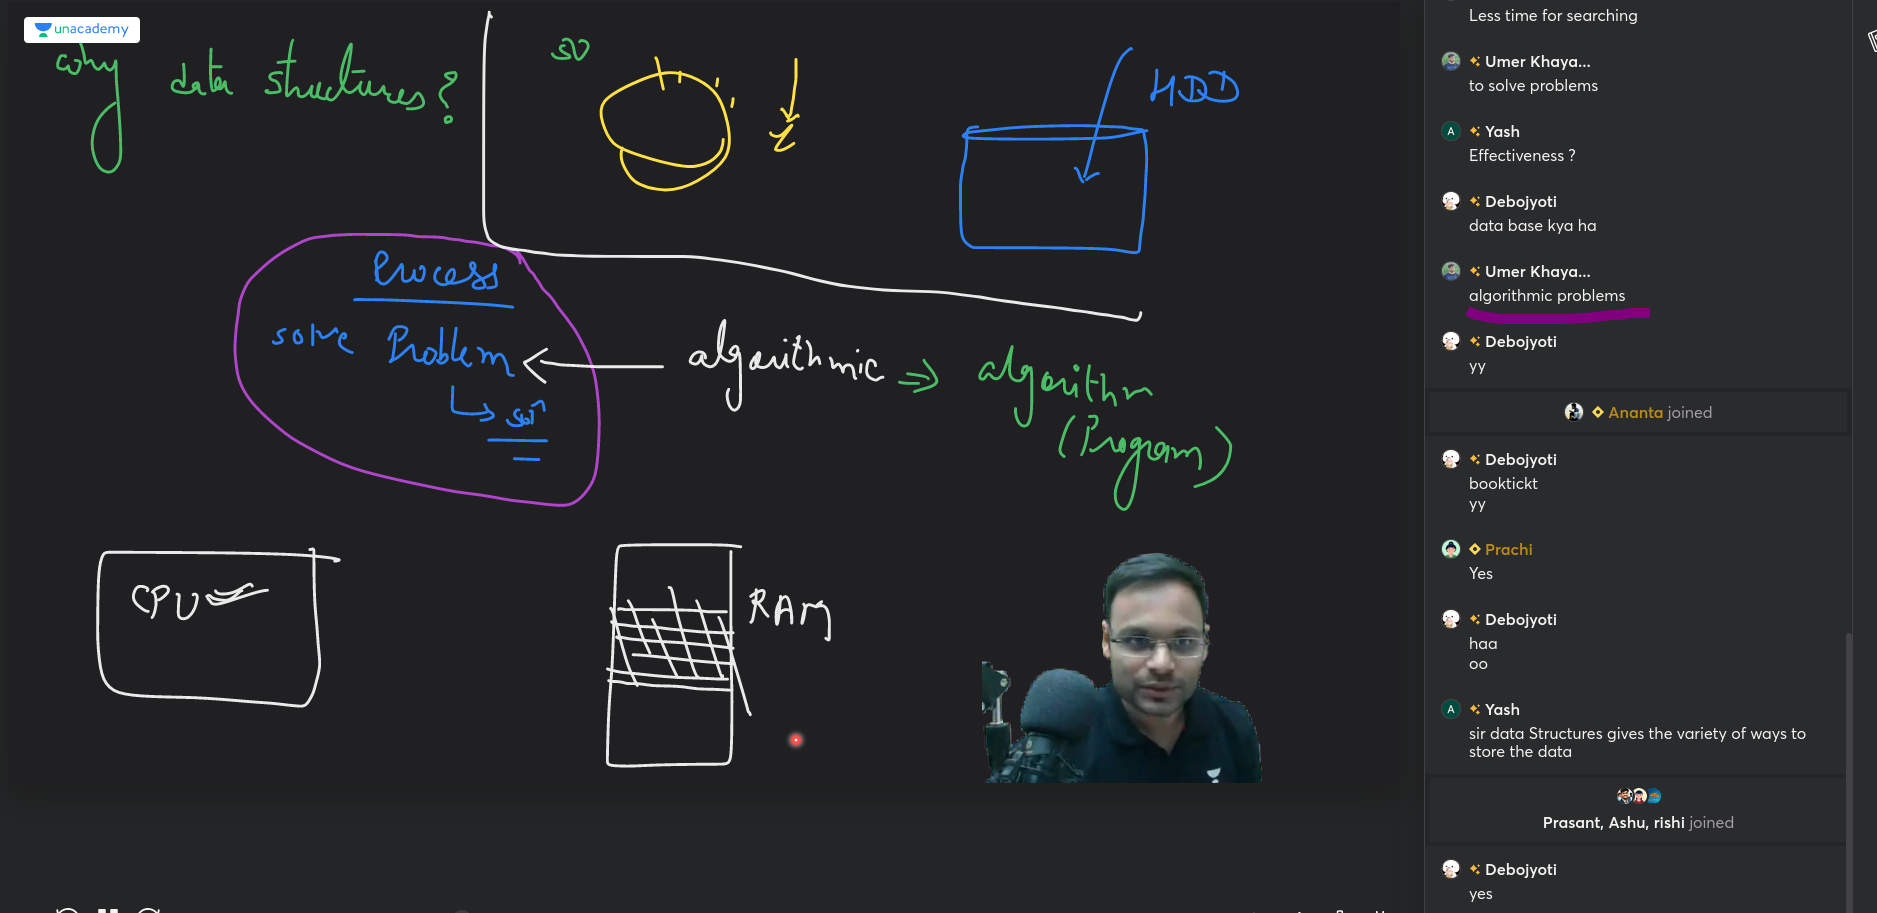 unacademy
why data structures?
50
HDD
Process
solve Problem
soln
algorithmic ⇒ algorithm
(Program)
CPU
RAM
Less time for searching
Umer Khaya...
to solve problems
A
Yash
Effectiveness ?
Debojyoti
data base kya ha
Umer Khaya...
algorithmic problems
Debojyoti
yy
Ananta joined
Debojyoti
booktickt
yy
Prachi
Yes
Debojyoti
haa
oo
A
Yash
sir data Structures gives the variety of ways to
store the data
Prasant, Ashu, rishi joined
Debojyoti
yes